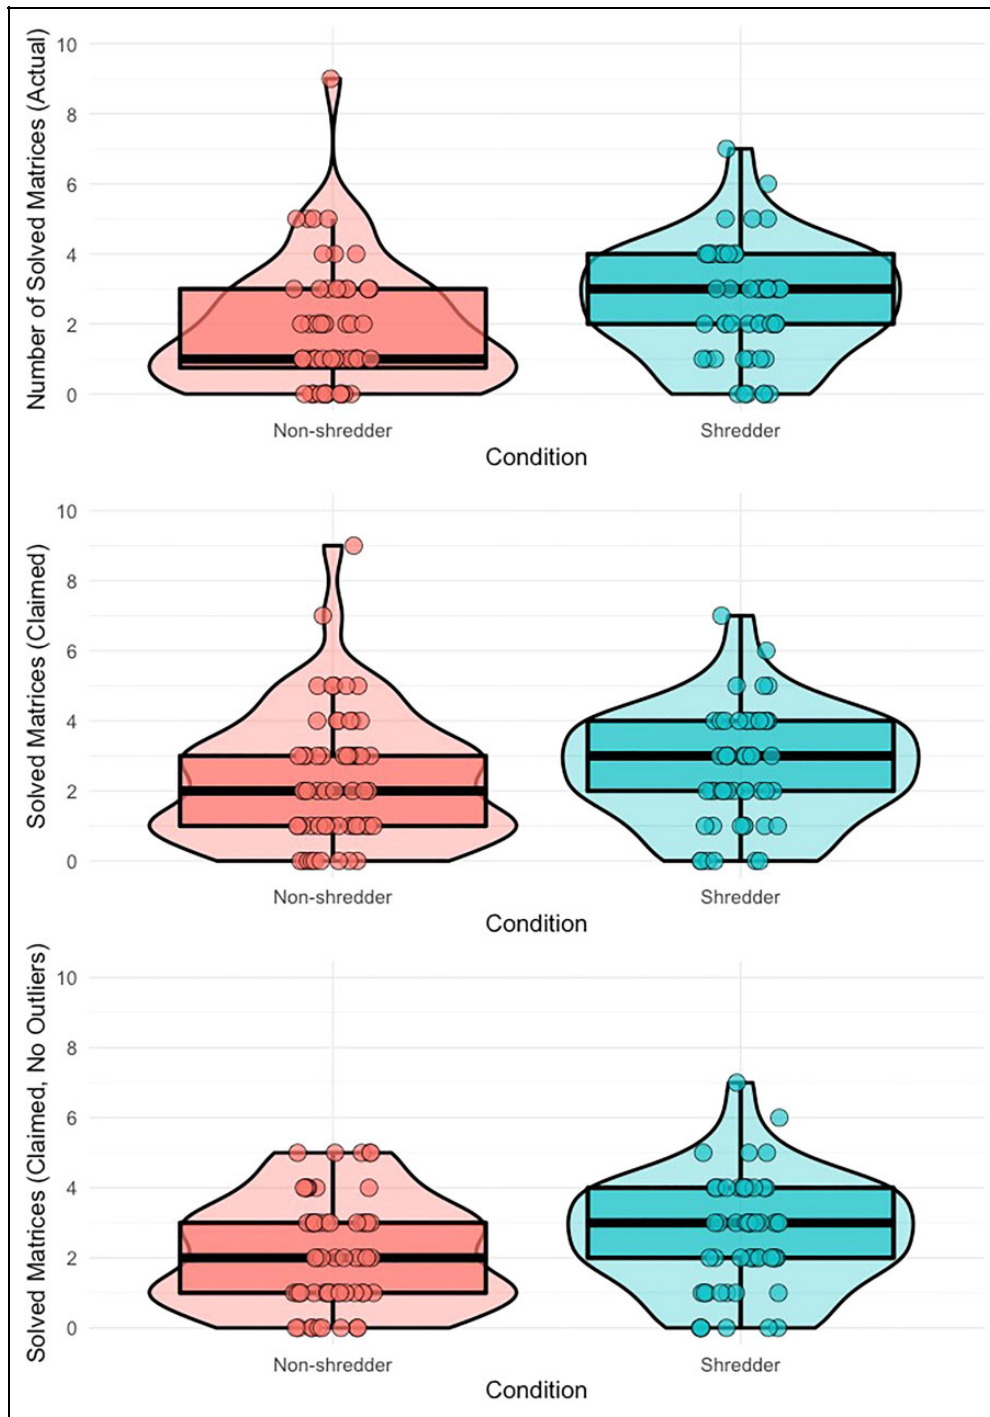 Number of Solved Matrices (Actual)
10
8
6
4
2
0
Non-shredder
Shredder
Condition
Solved Matrices (Claimed)
10
8
6
4
2
0
Non-shredder
Shredder
Condition
Solved Matrices (Claimed, No Outliers)
10
8
6
4
2
0
Non-shredder
Shredder
Condition